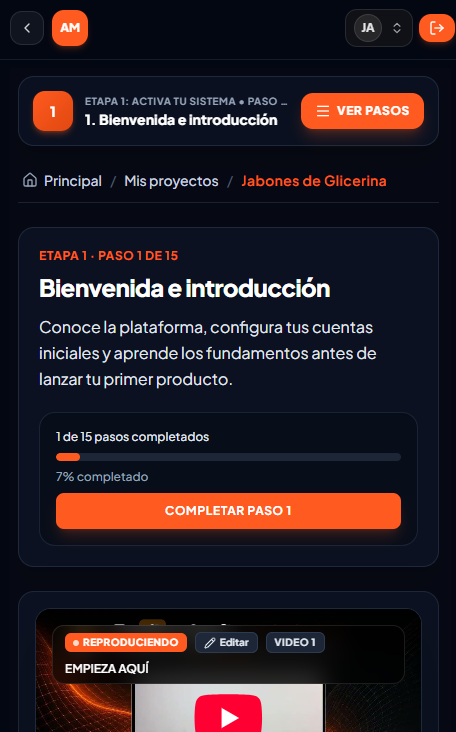 AM
JA
1
ETAPA 1: ACTIVA TU SISTEMA • PASO ...
1. Bienvenida e introducción
VER PASOS
Principal / Mis proyectos / Jabones de Glicerina
ETAPA 1 · PASO 1 DE 15
Bienvenida e introducción
Conoce la plataforma, configura tus cuentas
iniciales y aprende los fundamentos antes de
lanzar tu primer producto.
1 de 15 pasos completados
7% completado
COMPLETAR PASO 1
REPRODUCIENDO
Editar
VIDEO 1
EMPIEZA AQUÍ